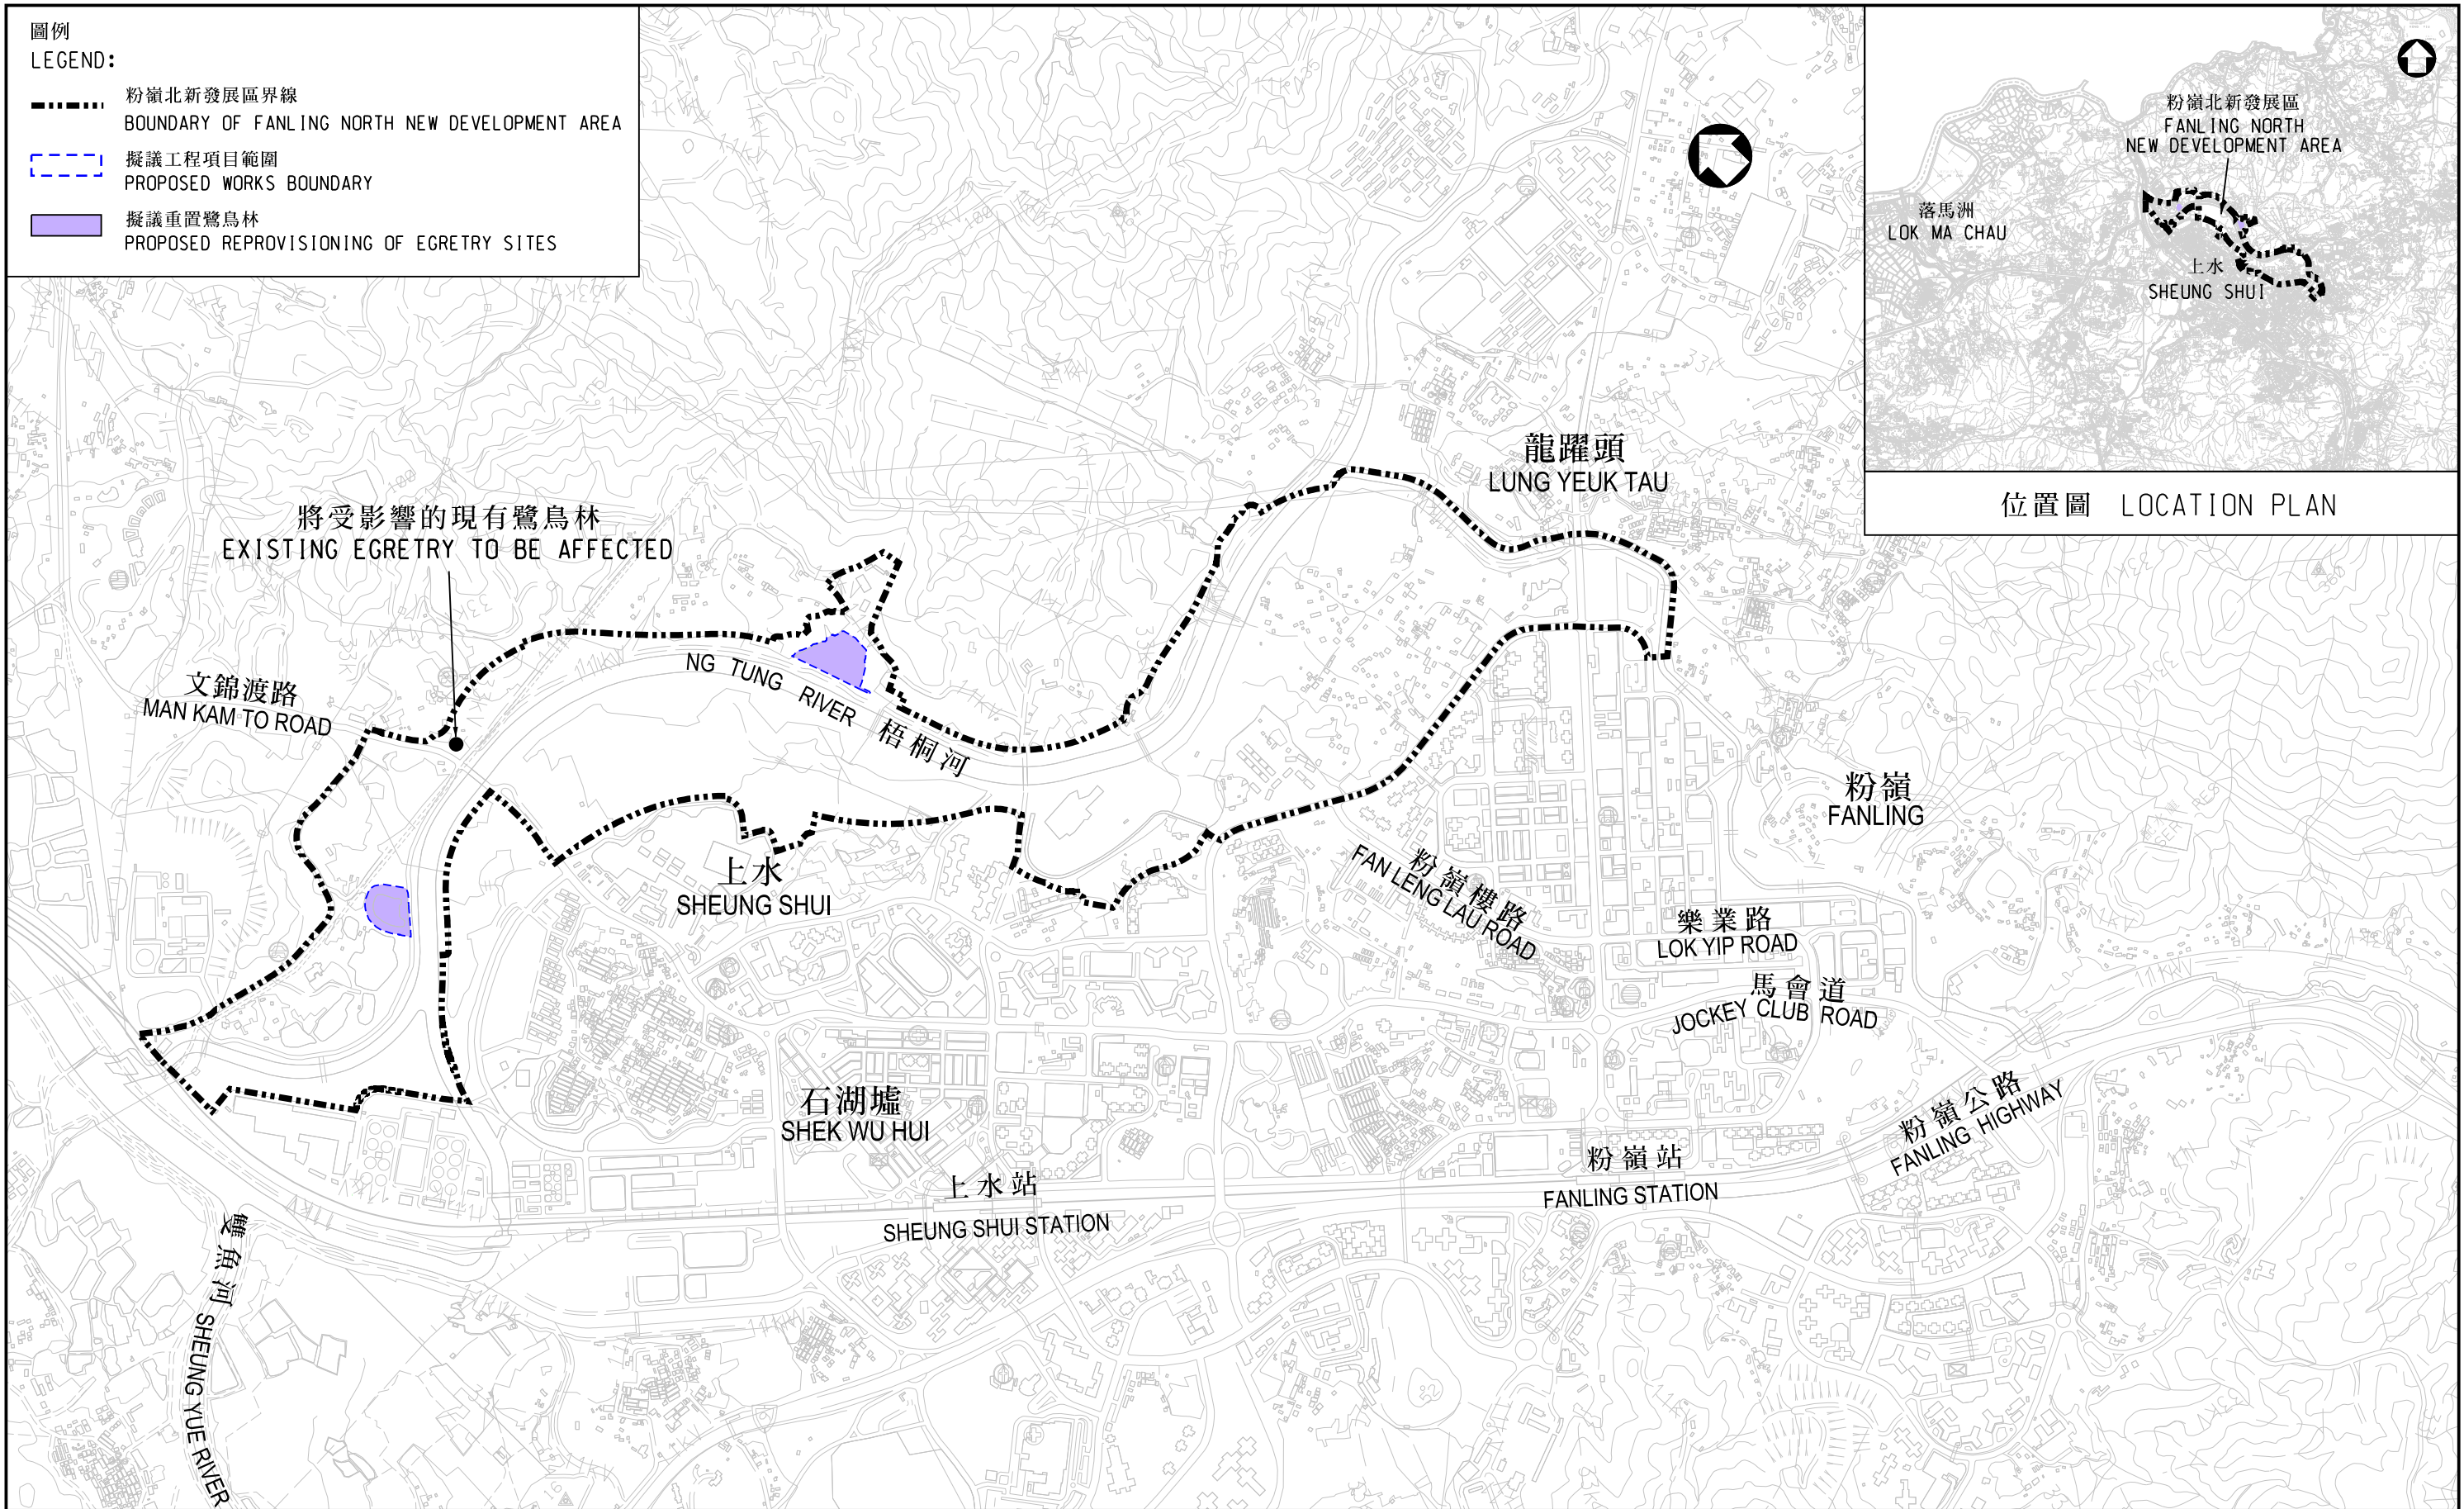 圖例
LEGEND:
粉嶺北新發展區界線
BOUNDARY OF FANLING NORTH NEW DEVELOPMENT AREA
擬議工程項目範圍
PROPOSED WORKS BOUNDARY
擬議重置鷺鳥林
PROPOSED REPROVISIONING OF EGRETRY SITES
粉嶺北新發展區
FANLING NORTH
NEW DEVELOPMENT AREA
落馬洲
LOK MA CHAU
上水
SHEUNG SHUI
位置圖 LOCATION PLAN
龍躍頭
LUNG YEUK TAU
將受影響的現有鷺鳥林
EXISTING EGRETRY TO BE AFFECTED
文錦渡路
MAN KAM TO ROAD
NG TUNG RIVER 梧桐河
粉嶺
FANLING
上水
SHEUNG SHUI
粉嶺樓路
FAN LENG LAU ROAD
樂業路
LOK YIP ROAD
馬會道
JOCKEY CLUB ROAD
石湖墟
SHEK WU HUI
粉嶺公路
FANLING HIGHWAY
上水站
SHEUNG SHUI STATION
粉嶺站
FANLING STATION
雙魚河 SHEUNG YUE RIVER